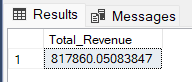 Results Messages
Total_Revenue
1 817860.05083847